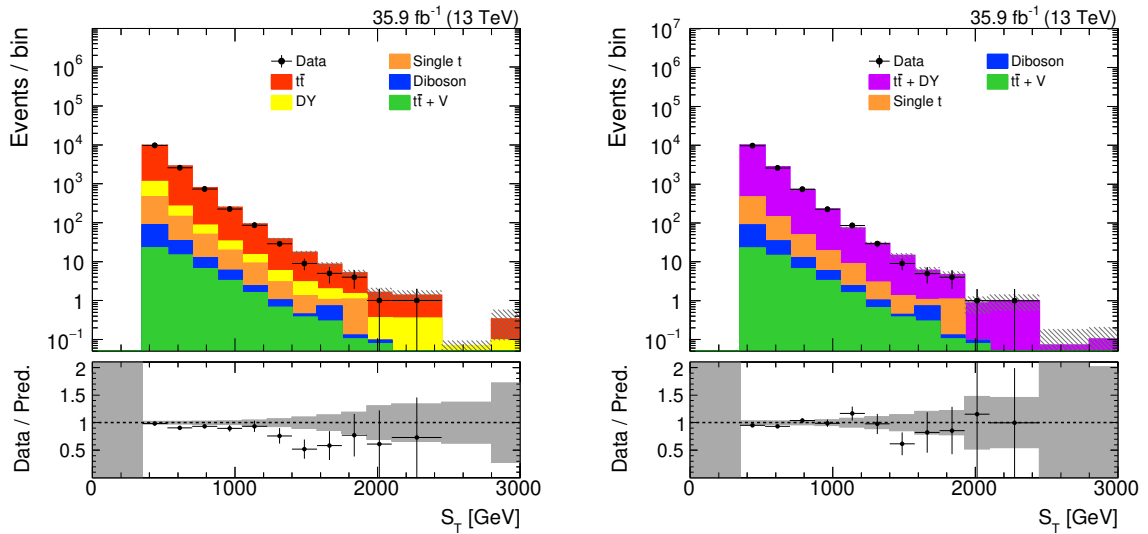 35.9 fb⁻¹ (13 TeV)
Events / bin
10⁷
10⁶
10⁵
10⁴
10³
10²
10
1
10⁻¹
Data
tt̄
DY
Single t
Diboson
tt̄ + V
Data / Pred.
2
1.5
1
0.5
0 1000 2000 3000
S_T [GeV]
35.9 fb⁻¹ (13 TeV)
Events / bin
10⁷
10⁶
10⁵
10⁴
10³
10²
10
1
10⁻¹
Data
tt̄ + DY
Single t
Diboson
tt̄ + V
Data / Pred.
2
1.5
1
0.5
0 1000 2000 3000
S_T [GeV]